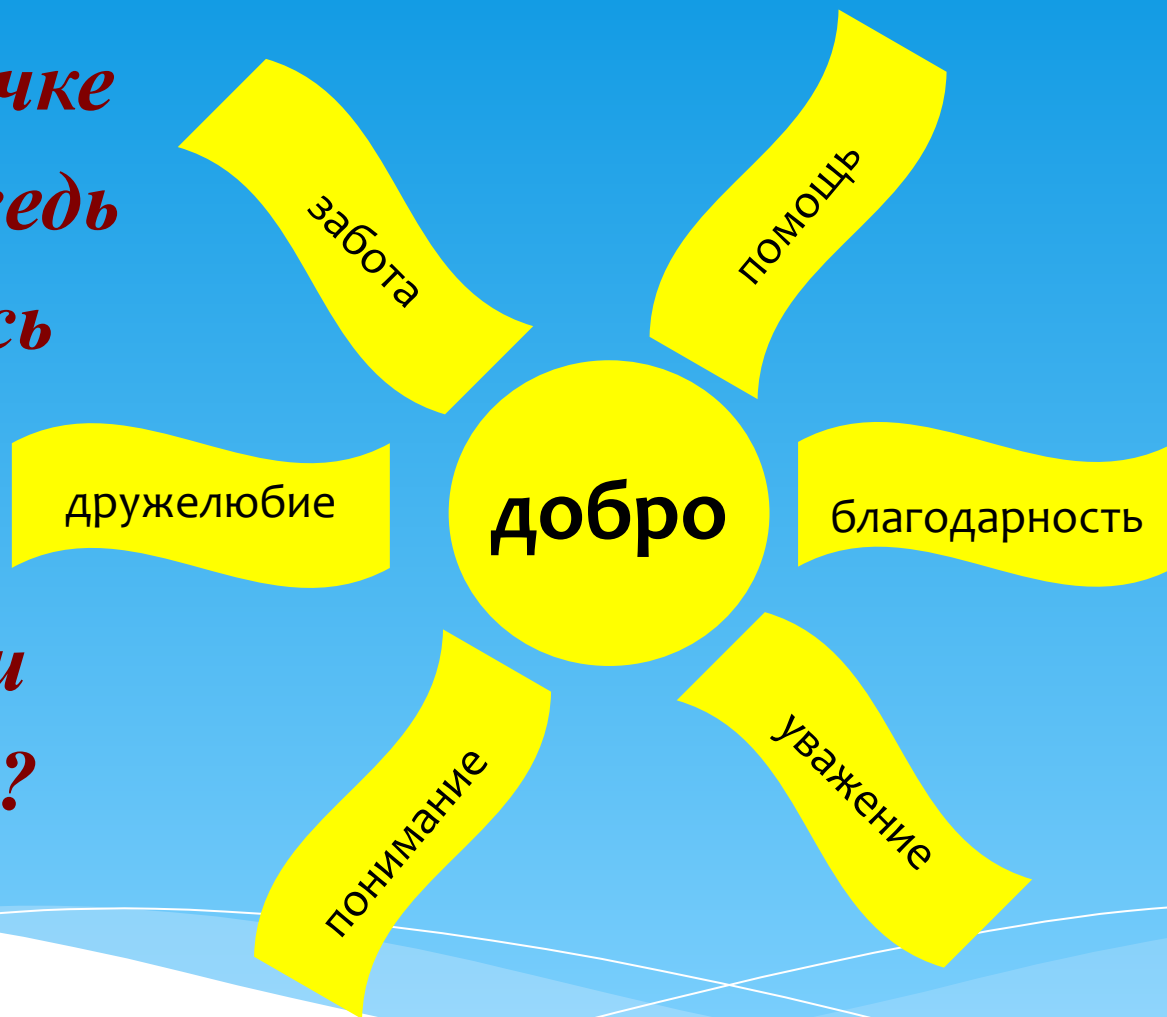 помощь
забота
дружелюбие
добро
благодарность
понимание
уважение